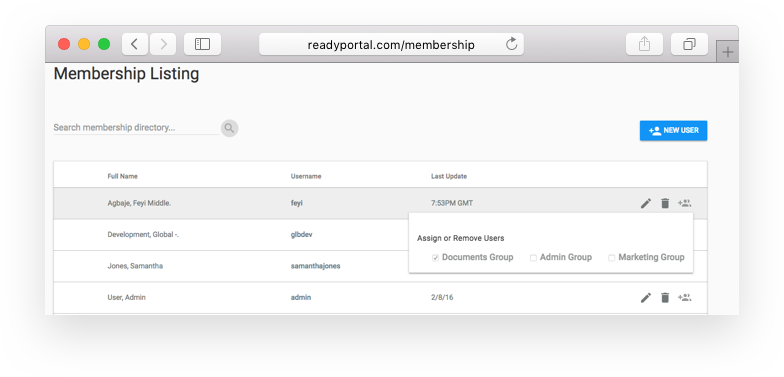 readyportal.com/membership
Membership Listing
Search membership directory...
NEW USER
Full Name Username Last Update
Agbaje, Feyi Middle. feyi 7:53PM GMT
Assign or Remove Users
Documents Group Admin Group Marketing Group
Development, Global -. glbdev
Jones, Samantha samanthajones
User, Admin admin 2/8/16